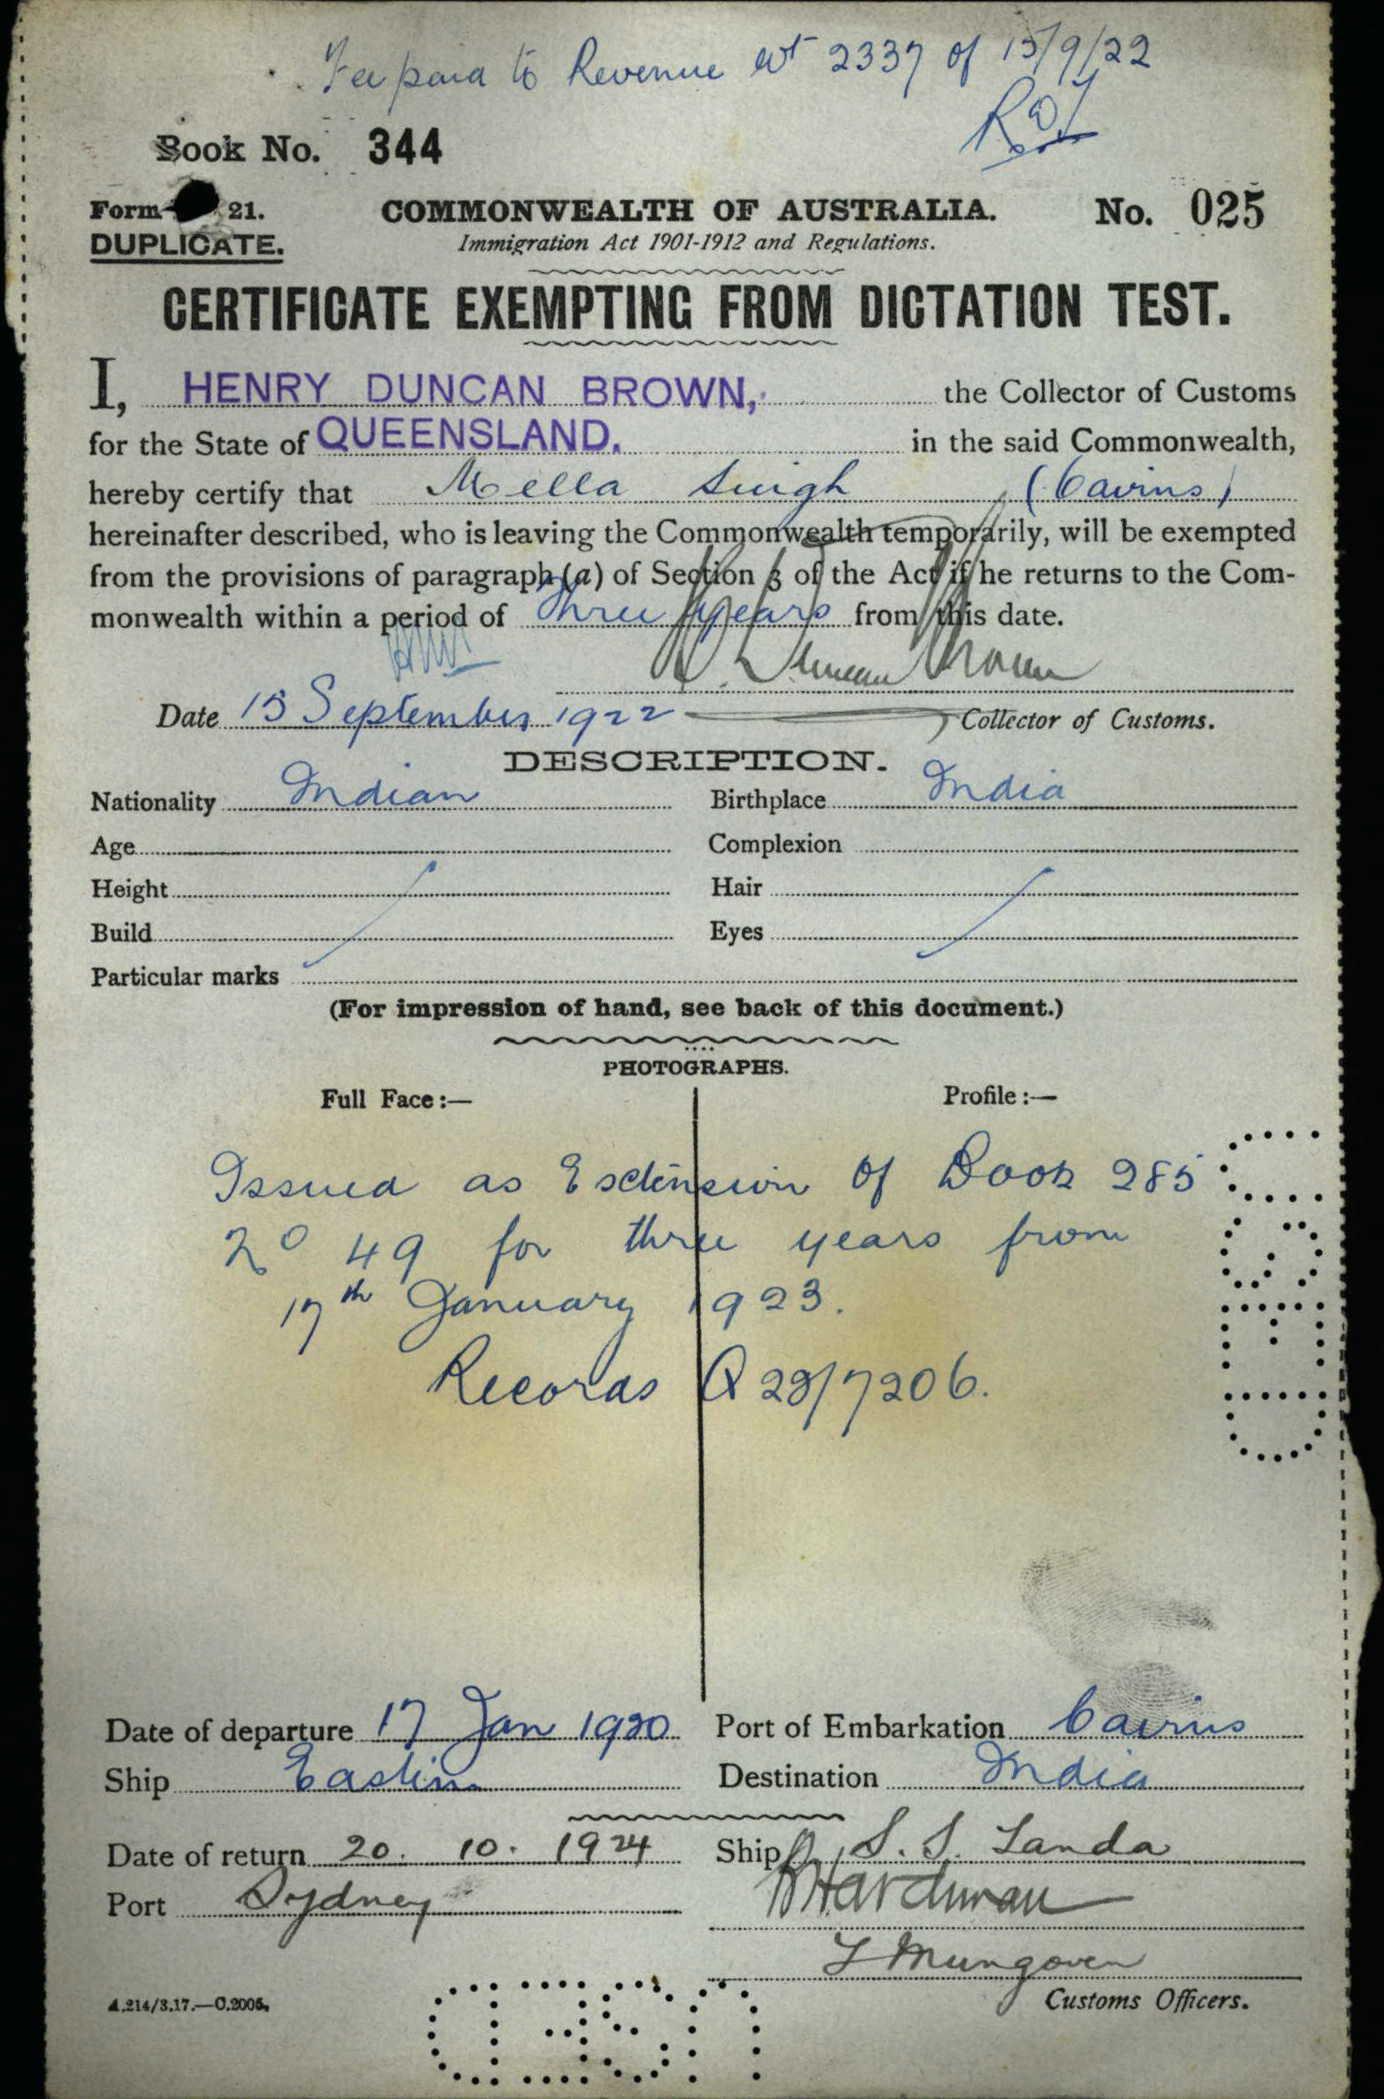 Fee paid to Revenue 2337 of 15/9/22
Book No. 344
Form 21.
DUPLICATE.
COMMONWEALTH OF AUSTRALIA.
No. 025
Immigration Act 1901-1912 and Regulations.
CERTIFICATE EXEMPTING FROM DICTATION TEST.
I, HENRY DUNCAN BROWN, the Collector of Customs
for the State of QUEENSLAND. in the said Commonwealth,
hereby certify that Mella Singh (Cairns)
hereinafter described, who is leaving the Commonwealth temporarily, will be exempted
from the provisions of paragraph (a) of Section 3 of the Act if he returns to the Com-
monwealth within a period of Three years from this date.
H. Duncan Brown
Date 15 September 1922 Collector of Customs.
DESCRIPTION.
Nationality Indian Birthplace India
Age Complexion
Height Hair
Build Eyes
Particular marks
(For impression of hand, see back of this document.)
PHOTOGRAPHS.
Full Face:— Profile:—
Issued as Extension of Book 285
No 49 for three years from
17th January 1923.
Records Q 22/7206.
Date of departure 17 Jan 1920 Port of Embarkation Cairns
Ship Eastern Destination India
Date of return 20. 10. 1924 Ship S. S. Landa
Port Sydney Hardman
Mungoven
Customs Officers.
A.214/3.17.—C.2005.
USED
USED